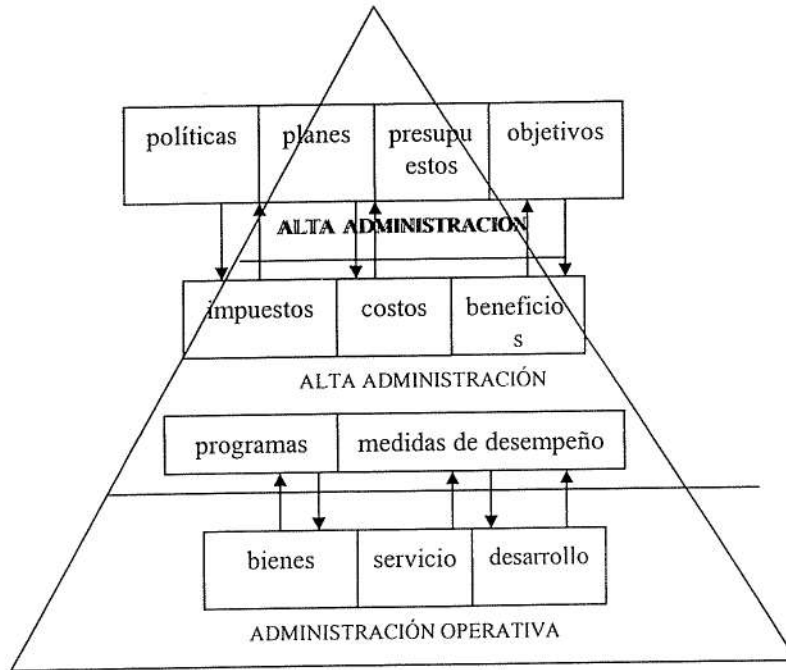 políticas planes presupu objetivos
estos
ALTA ADMINISTRACION
impuestos costos beneficio
s
ALTA ADMINISTRACIÓN
programas medidas de desempeño
bienes servicio desarrollo
ADMINISTRACIÓN OPERATIVA